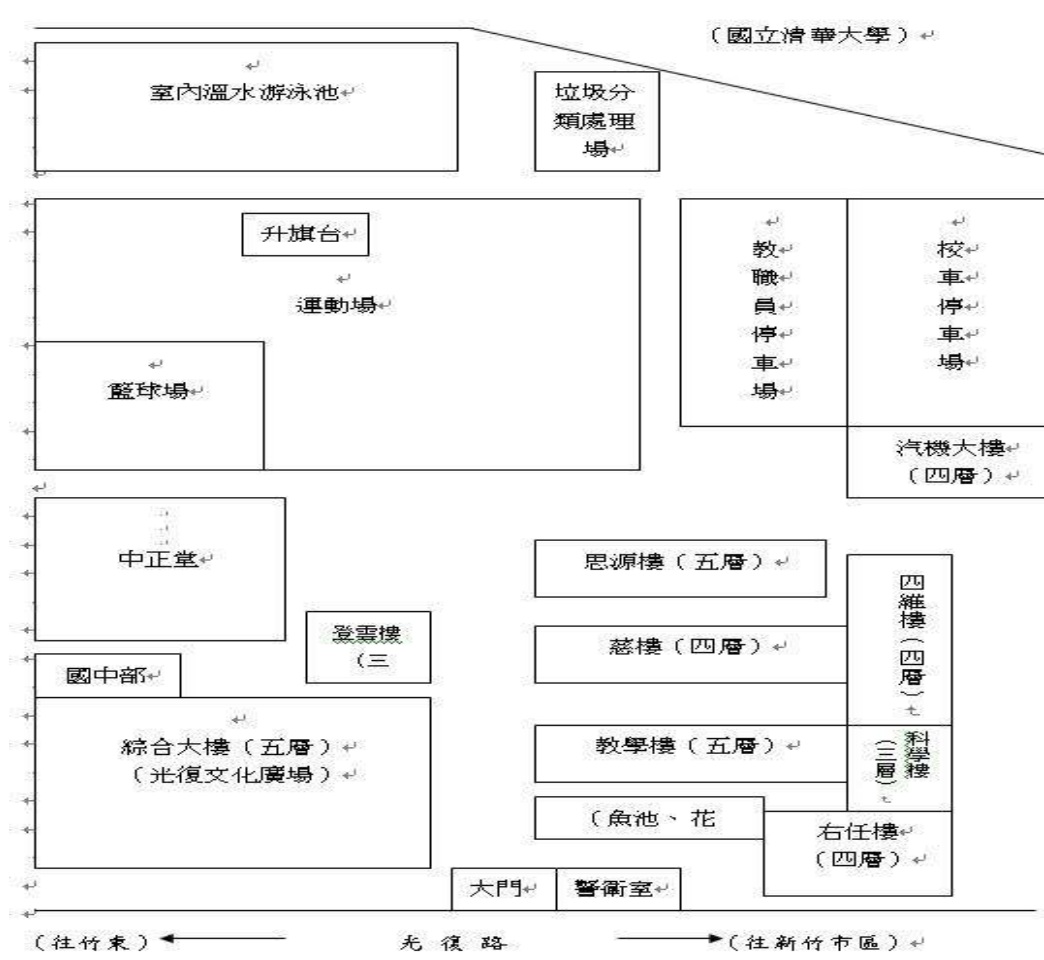 (國立清華大學)
室內溫水游泳池
垃圾分
類處理
場
升旗台
運動場
教職員停車場
校車停車場
籃球場
汽機大樓
(四層)
中正堂
思源樓(五層)
四維樓(四層)
登雲樓
(三
慈樓(四層)
國中部
綜合大樓(五層)
(光復文化廣場)
教學樓(五層)
科學樓
(三層)
(魚池、花
右任樓
(四層)
大門
警衛室
(往竹東)
光復路
(往新竹市區)